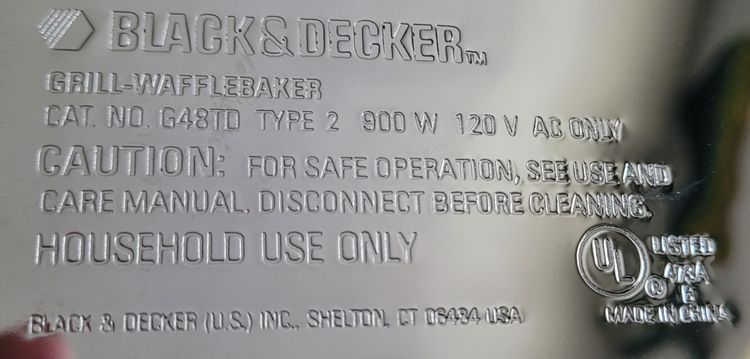 BLACK & DECKER™
GRILL-WAFFLEBAKER
CAT. NO. G48TD TYPE 2 900 W 120 V AC ONLY
CAUTION: FOR SAFE OPERATION, SEE USE AND
CARE MANUAL. DISCONNECT BEFORE CLEANING.
HOUSEHOLD USE ONLY
UL
®
LISTED
MADE IN CHINA
BLACK & DECKER (U.S.) INC., SHELTON, CT 06484 USA